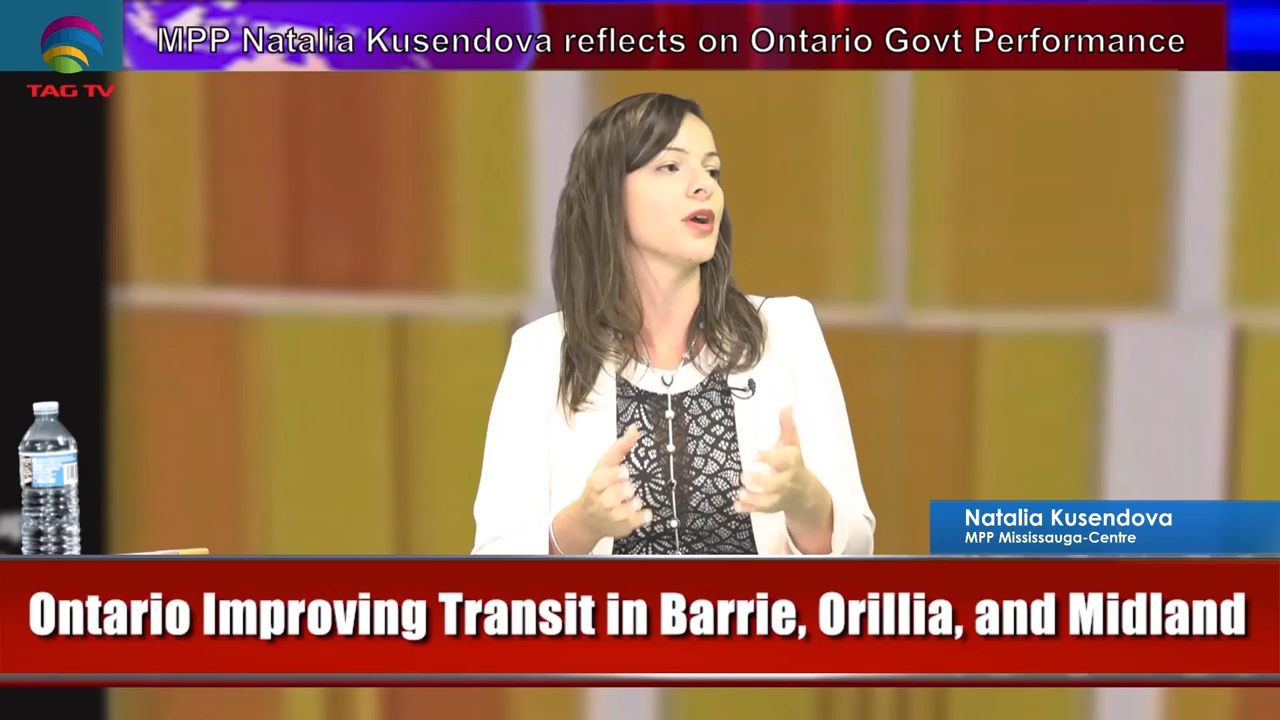 MPP Natalia Kusendova reflects on Ontario Govt Performance
TAG TV
Natalia Kusendova
MPP Mississauga-Centre
Ontario Improving Transit in Barrie, Orillia, and Midland